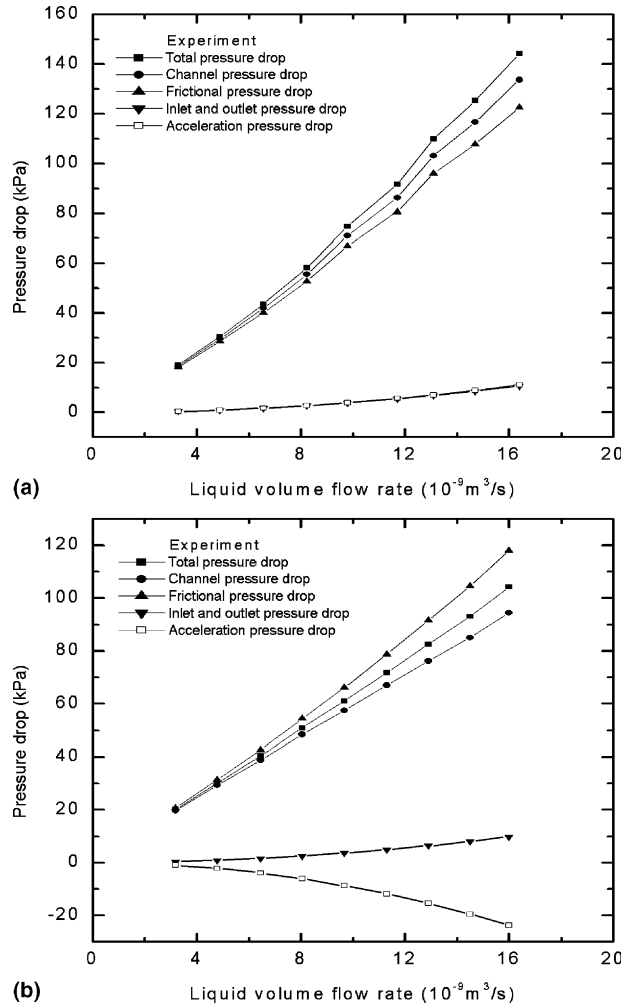 160
140
120
100
80
60
40
20
0
Pressure drop (kPa)
Experiment
Total pressure drop
Channel pressure drop
Frictional pressure drop
Inlet and outlet pressure drop
Acceleration pressure drop
0 4 8 12 16 20
(a) Liquid volume flow rate (10⁻⁹m³/s)
120
100
80
60
40
20
0
-20
Pressure drop (kPa)
Experiment
Total pressure drop
Channel pressure drop
Frictional pressure drop
Inlet and outlet pressure drop
Acceleration pressure drop
0 4 8 12 16 20
(b) Liquid volume flow rate (10⁻⁹m³/s)